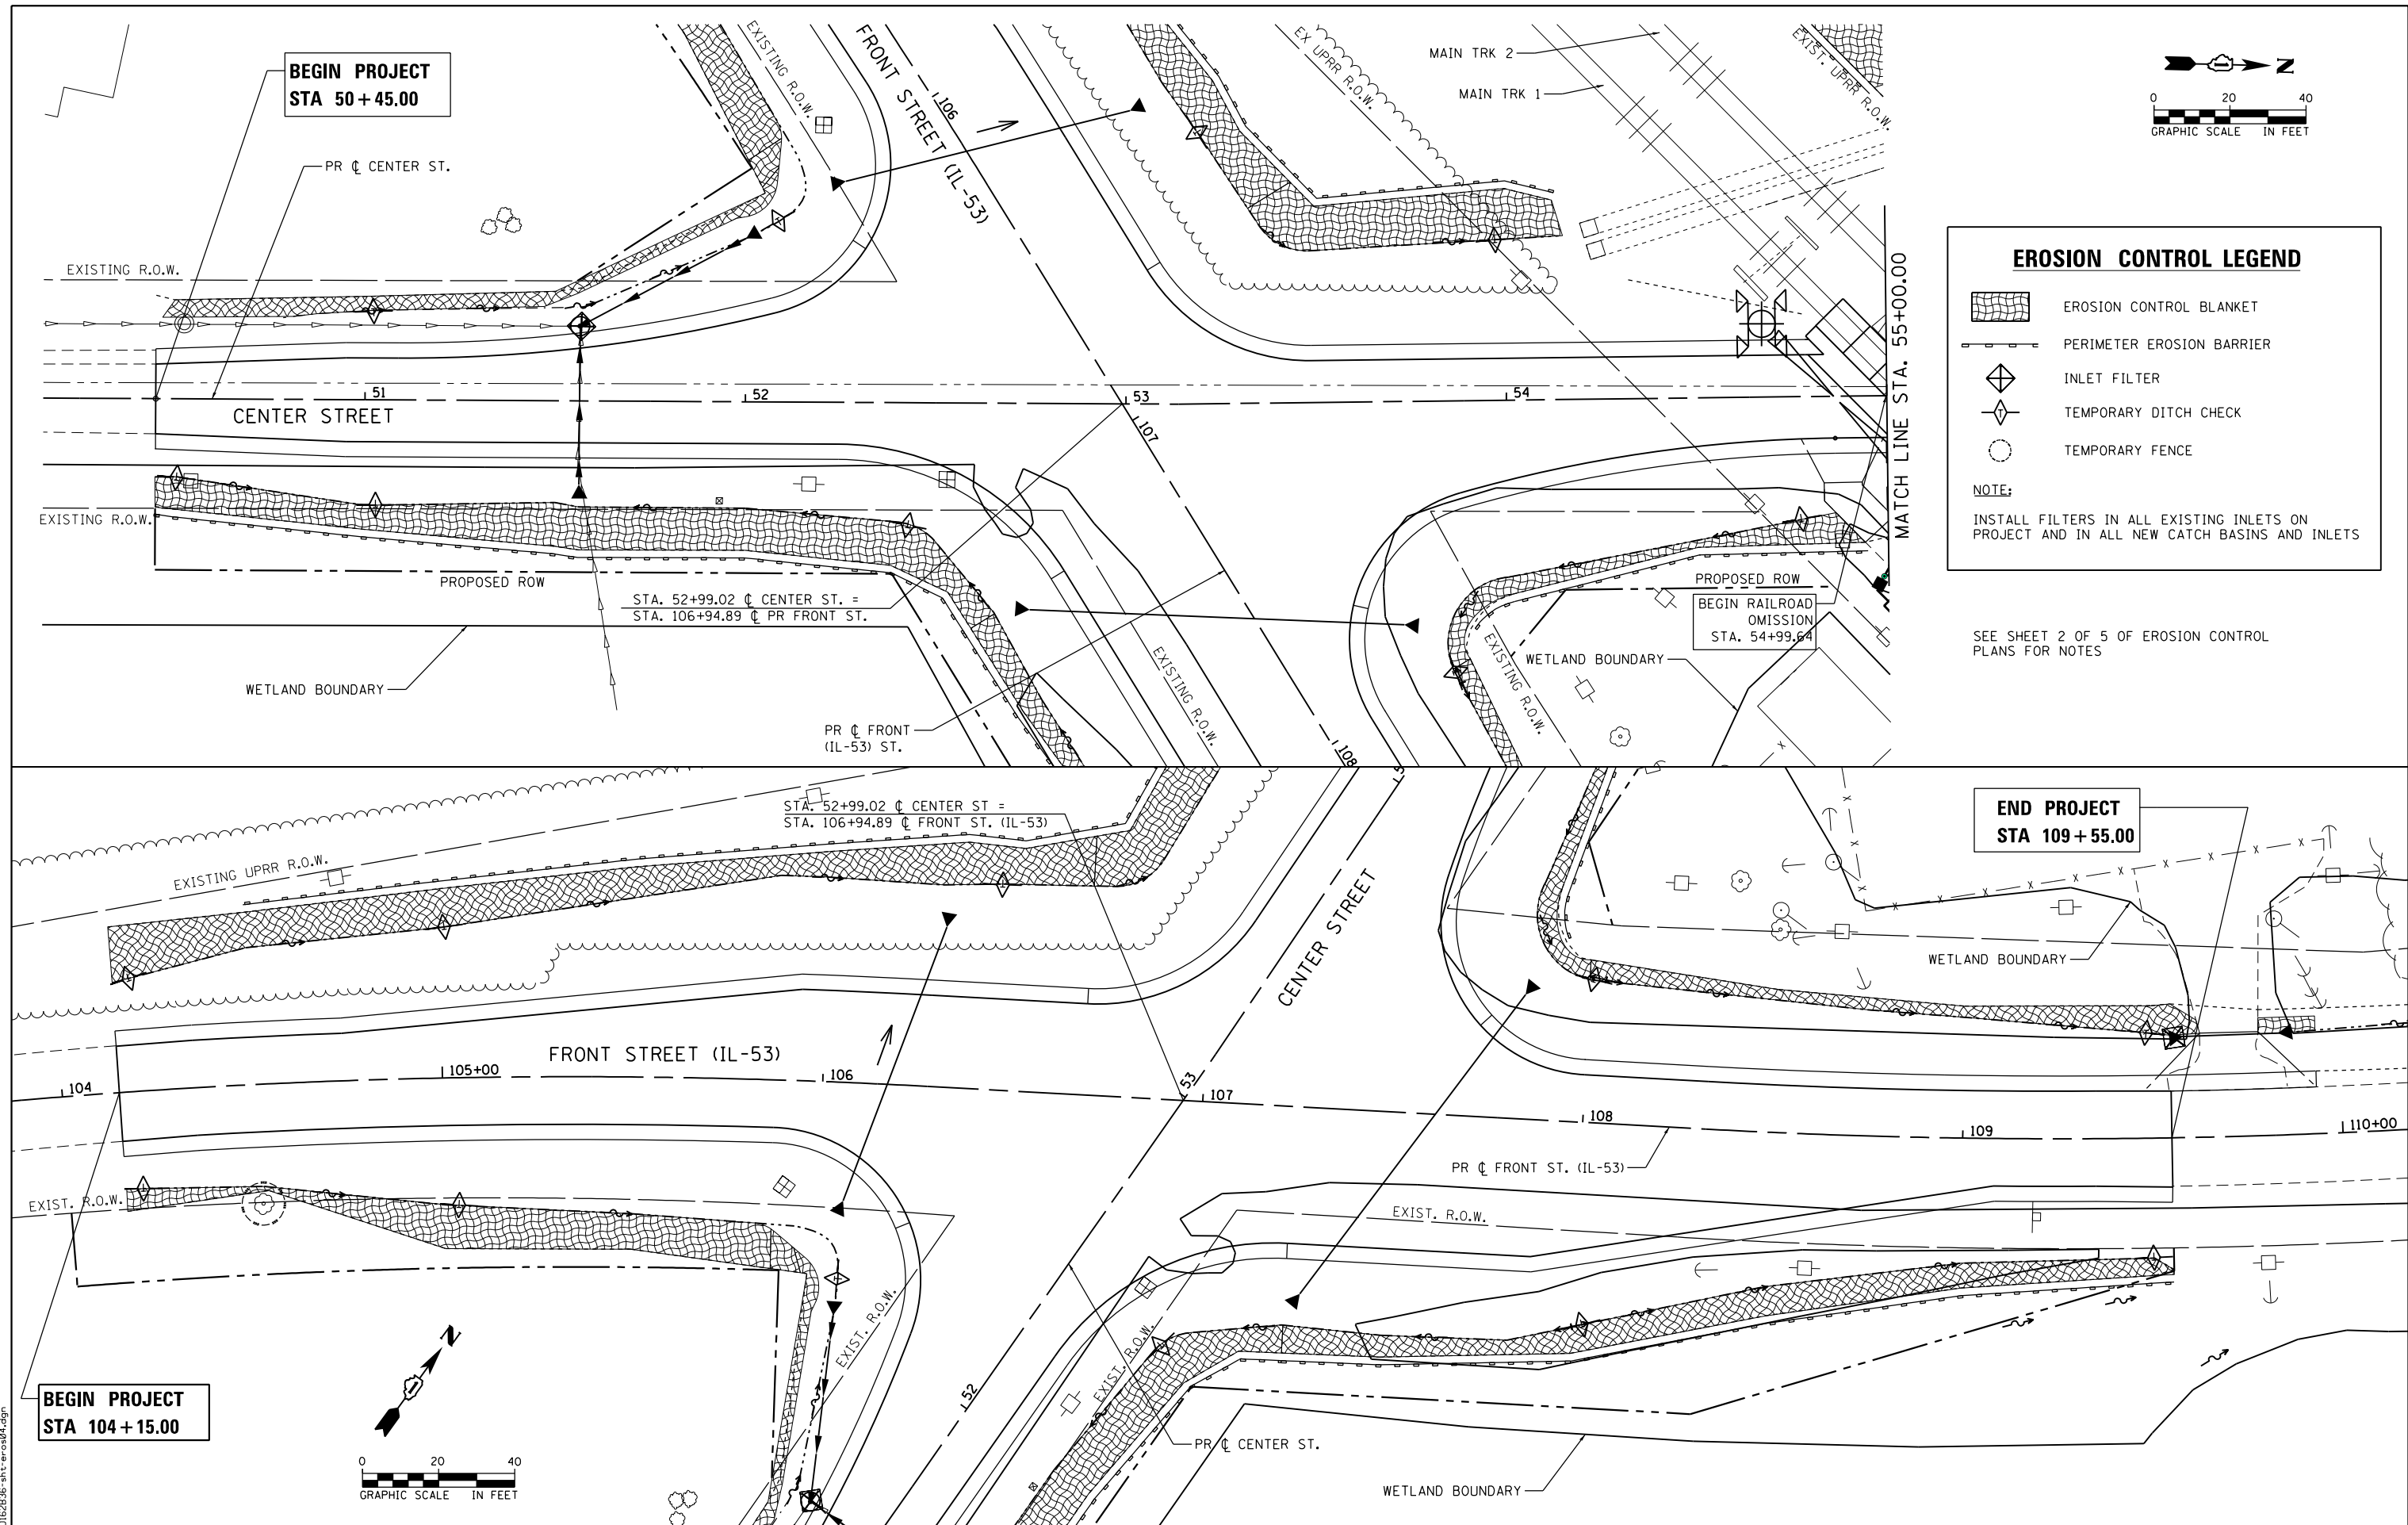 BEGIN PROJECT
STA 50+45.00
PR ℄ CENTER ST.
EXISTING R.O.W.
EXISTING R.O.W.
FRONT STREET (IL-53)
106
EX UPRR R.O.W.
MAIN TRK 2
MAIN TRK 1
EXIST. UPRR R.O.W.
N
0 20 40
GRAPHIC SCALE IN FEET
EROSION CONTROL LEGEND
EROSION CONTROL BLANKET
PERIMETER EROSION BARRIER
INLET FILTER
T TEMPORARY DITCH CHECK
TEMPORARY FENCE
NOTE:
INSTALL FILTERS IN ALL EXISTING INLETS ON
PROJECT AND IN ALL NEW CATCH BASINS AND INLETS
SEE SHEET 2 OF 5 OF EROSION CONTROL
PLANS FOR NOTES
MATCH LINE STA. 55+00.00
51
52
53
54
CENTER STREET
107
EXISTING R.O.W.
PROPOSED ROW
STA. 52+99.02 ℄ CENTER ST. =
STA. 106+94.89 ℄ PR FRONT ST.
WETLAND BOUNDARY
PR ℄ FRONT
(IL-53) ST.
EXISTING R.O.W.
108
EXISTING R.O.W.
PROPOSED ROW
BEGIN RAILROAD
OMISSION
STA. 54+99.64
WETLAND BOUNDARY
STA. 52+99.02 ℄ CENTER ST =
STA. 106+94.89 ℄ FRONT ST. (IL-53)
EXISTING UPRR R.O.W.
END PROJECT
STA 109+55.00
CENTER STREET
WETLAND BOUNDARY
FRONT STREET (IL-53)
104
105+00
106
53
107
108
109
110+00
PR ℄ FRONT ST. (IL-53)
EXIST. R.O.W.
EXIST. R.O.W.
EXIST. R.O.W.
EXIST. R.O.W.
52
N
BEGIN PROJECT
STA 104+15.00
0 20 40
GRAPHIC SCALE IN FEET
PR ℄ CENTER ST.
WETLAND BOUNDARY